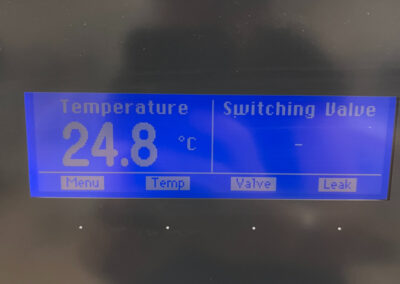 Temperature
Switching Valve
24.8 °C
-
Menu Temp Valve Leak